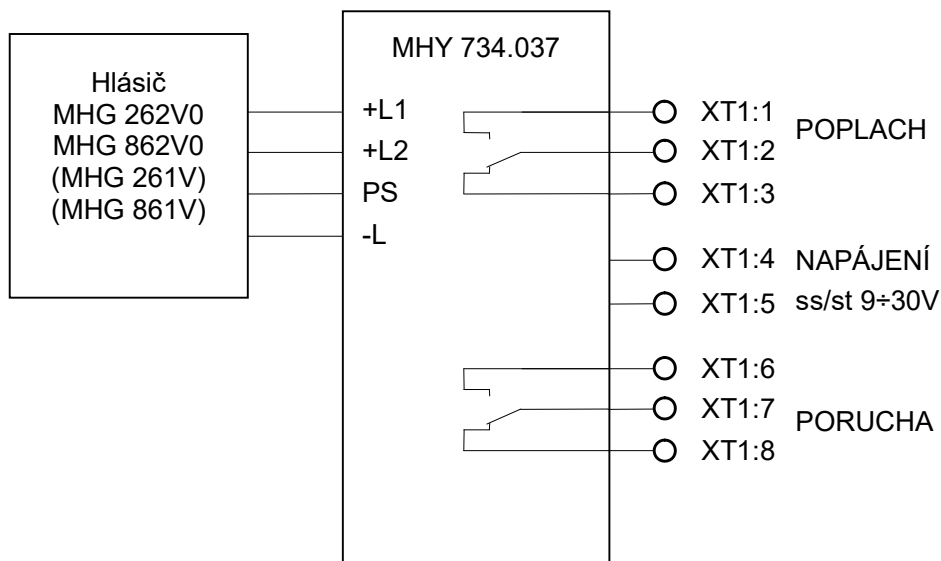 MHY 734.037
Hlásič
MHG 262V0
MHG 862V0
(MHG 261V)
(MHG 861V)
+L1
+L2
PS
-L
XT1:1
XT1:2
XT1:3
POPLACH
XT1:4
XT1:5
NAPÁJENÍ
ss/st 9÷30V
XT1:6
XT1:7
XT1:8
PORUCHA